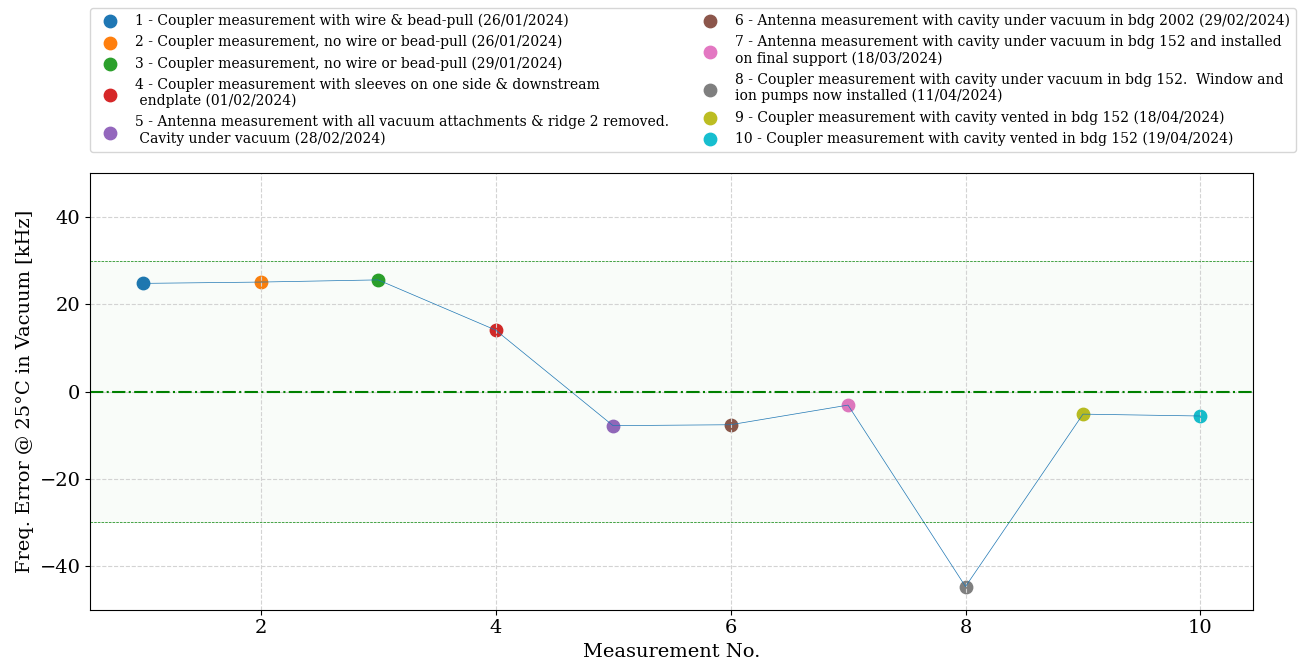 1 - Coupler measurement with wire & bead-pull (26/01/2024)
2 - Coupler measurement, no wire or bead-pull (26/01/2024)
3 - Coupler measurement, no wire or bead-pull (29/01/2024)
4 - Coupler measurement with sleeves on one side & downstream
endplate (01/02/2024)
5 - Antenna measurement with all vacuum attachments & ridge 2 removed.
Cavity under vacuum (28/02/2024)
6 - Antenna measurement with cavity under vacuum in bdg 2002 (29/02/2024)
7 - Antenna measurement with cavity under vacuum in bdg 152 and installed
on final support (18/03/2024)
8 - Coupler measurement with cavity under vacuum in bdg 152.  Window and
ion pumps now installed (11/04/2024)
9 - Coupler measurement with cavity vented in bdg 152 (18/04/2024)
10 - Coupler measurement with cavity vented in bdg 152 (19/04/2024)
Freq. Error @ 25°C in Vacuum [kHz]
40
20
0
−20
−40
2
4
6
8
10
Measurement No.